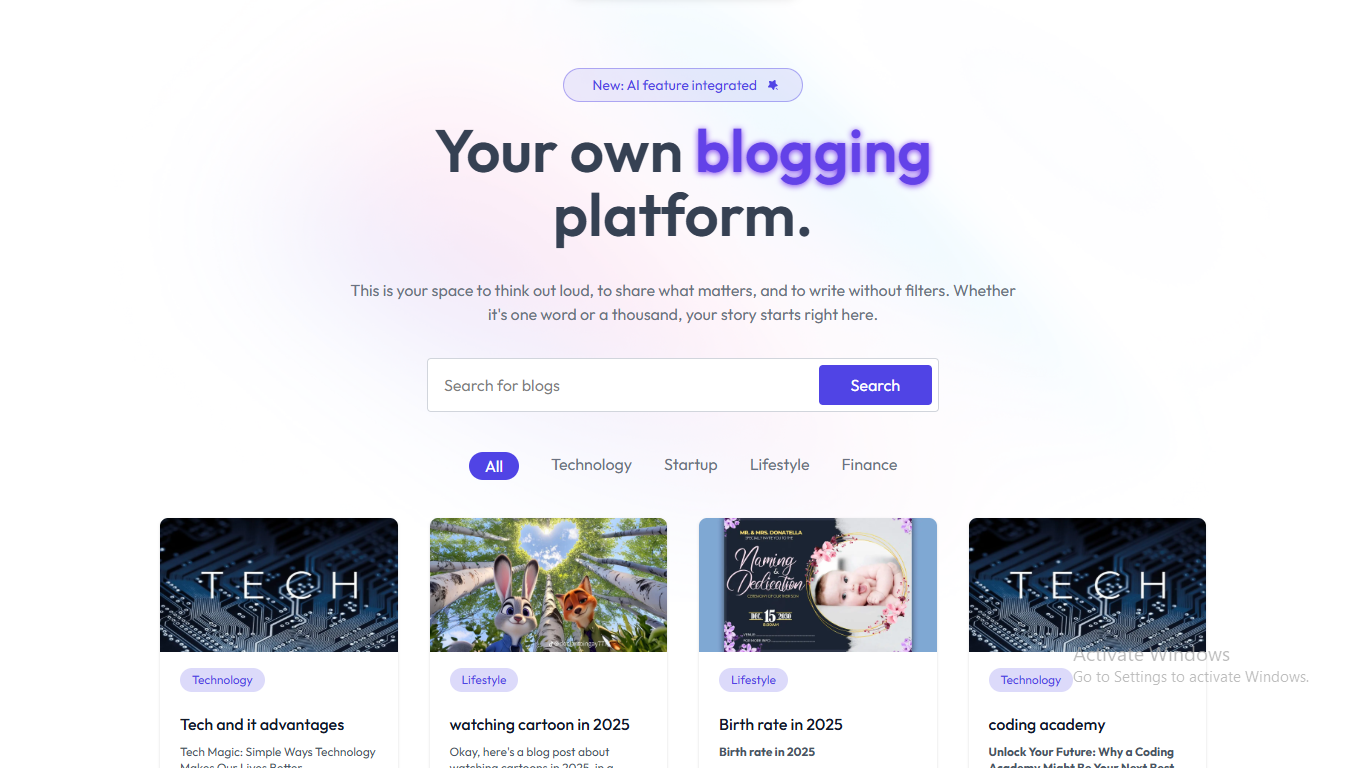 New: AI feature integrated
Your own blogging
platform.
This is your space to think out loud, to share what matters, and to write without filters. Whether
it's one word or a thousand, your story starts right here.
Search for blogs
Search
All Technology Startup Lifestyle Finance
TECH
MR. & MRS. DONATELLA
Naming
&
Dedication
DEC 15 2030
TECH
Technology
Lifestyle
Lifestyle
Technology
Activate Windows
Go to Settings to activate Windows.
Tech and it advantages
watching cartoon in 2025
Birth rate in 2025
coding academy
Tech Magic: Simple Ways Technology
Makes Our Lives Better
Okay, here's a blog post about
watching cartoons in 2025, in a
Birth rate in 2025
Unlock Your Future: Why a Coding
Academy Might Be Your Next Best